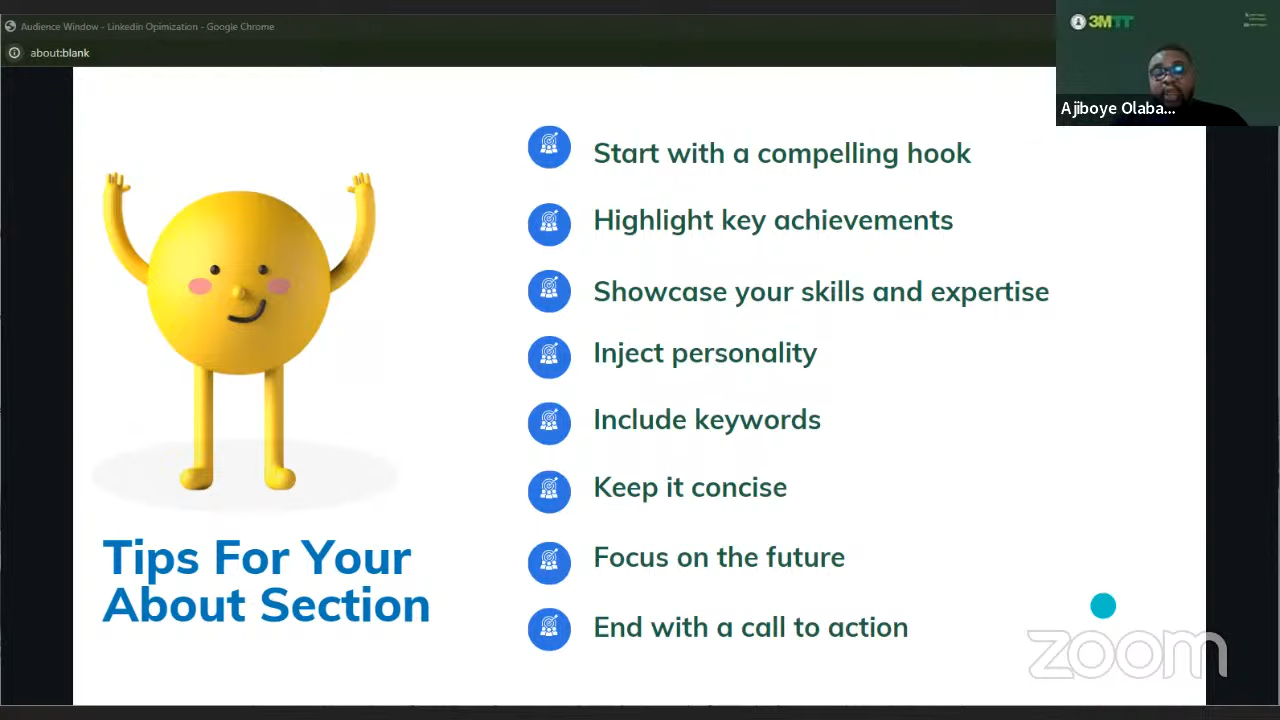 Audience Window - Linkedin Opimization - Google Chrome
about:blank
3MTT
Ajiboye Olaba...
Start with a compelling hook
Highlight key achievements
Showcase your skills and expertise
Inject personality
Include keywords
Keep it concise
Focus on the future
End with a call to action
Tips For Your
About Section
zoom